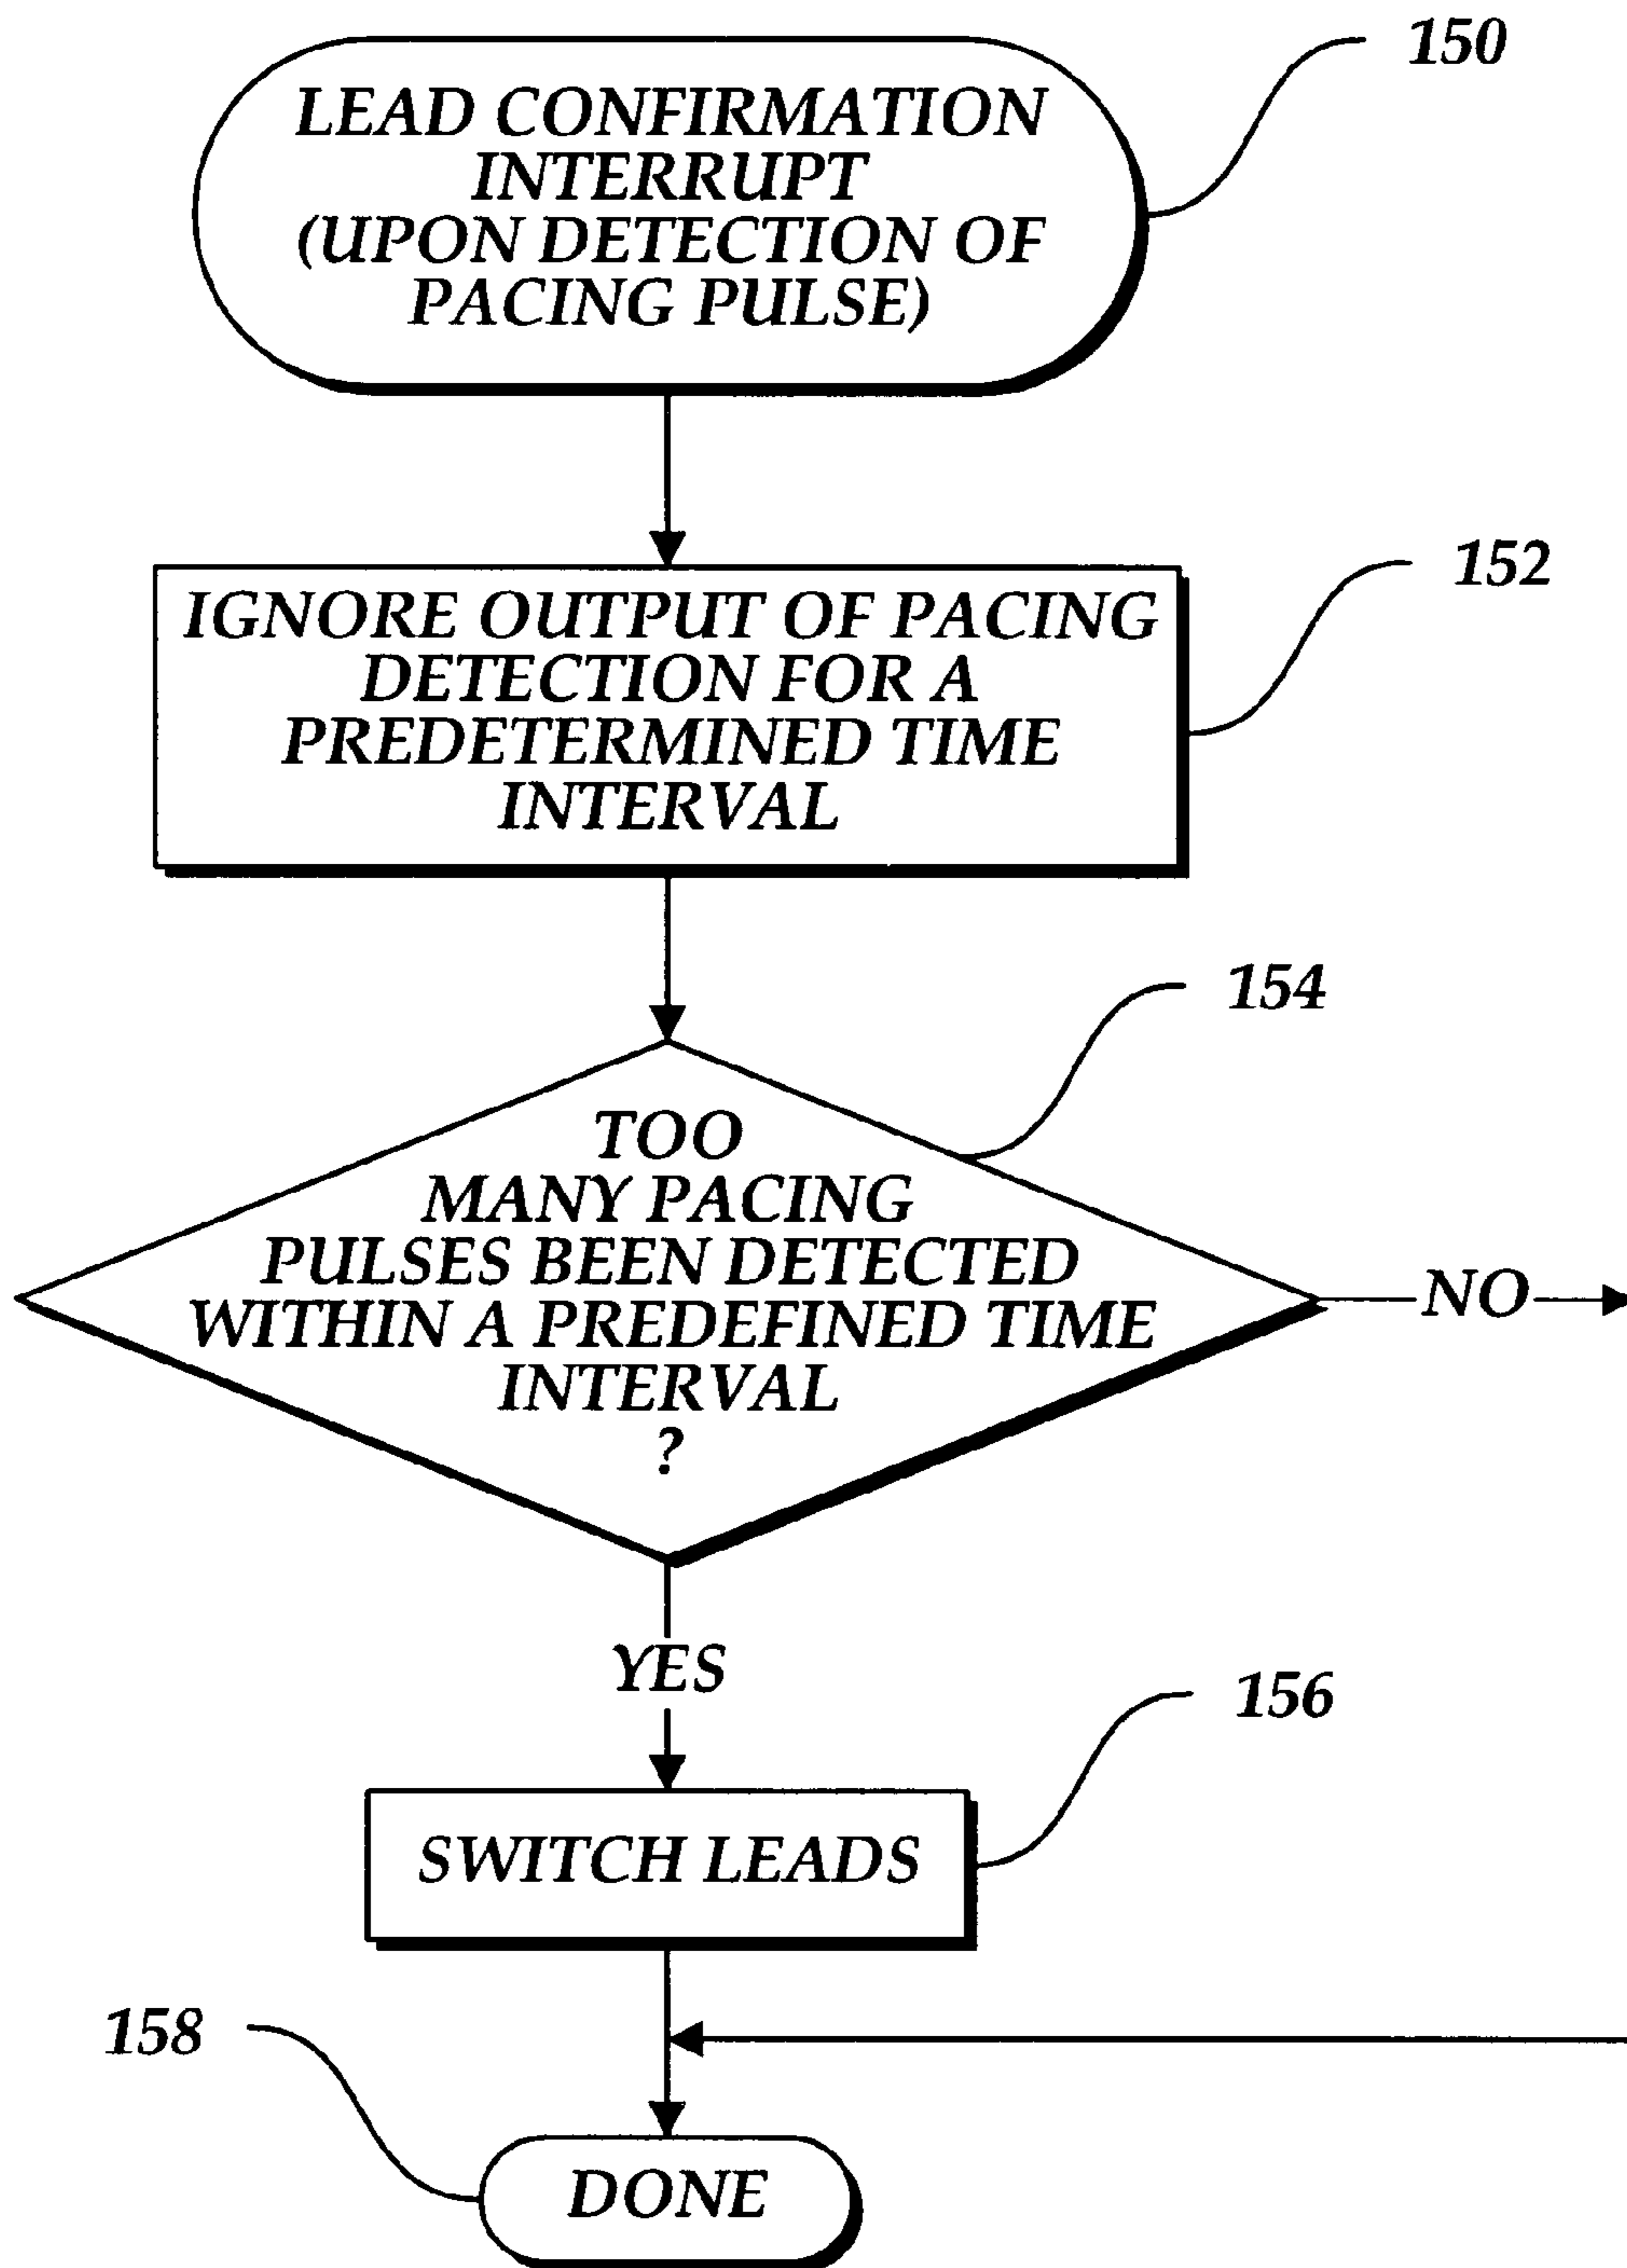 150
LEAD CONFIRMATION
INTERRUPT
(UPON DETECTION OF
PACING PULSE)
152
IGNORE OUTPUT OF PACING
DETECTION FOR A
PREDETERMINED TIME
INTERVAL
154
TOO
MANY PACING
PULSES BEEN DETECTED
WITHIN A PREDEFINED TIME
INTERVAL
?
NO
YES
156
SWITCH LEADS
158
DONE